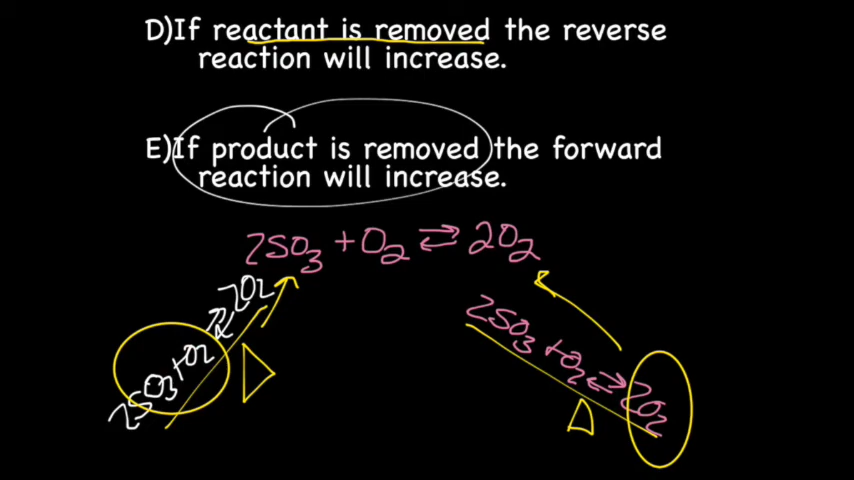 D)If reactant is removed the reverse
reaction will increase.
E)If product is removed the forward
reaction will increase.
2SO₃ + O₂ ⇄ 2O₂
2SO₃ + O₂ ⇄ 2O₂
2SO₃ + O₂ ⇄ 2O₂